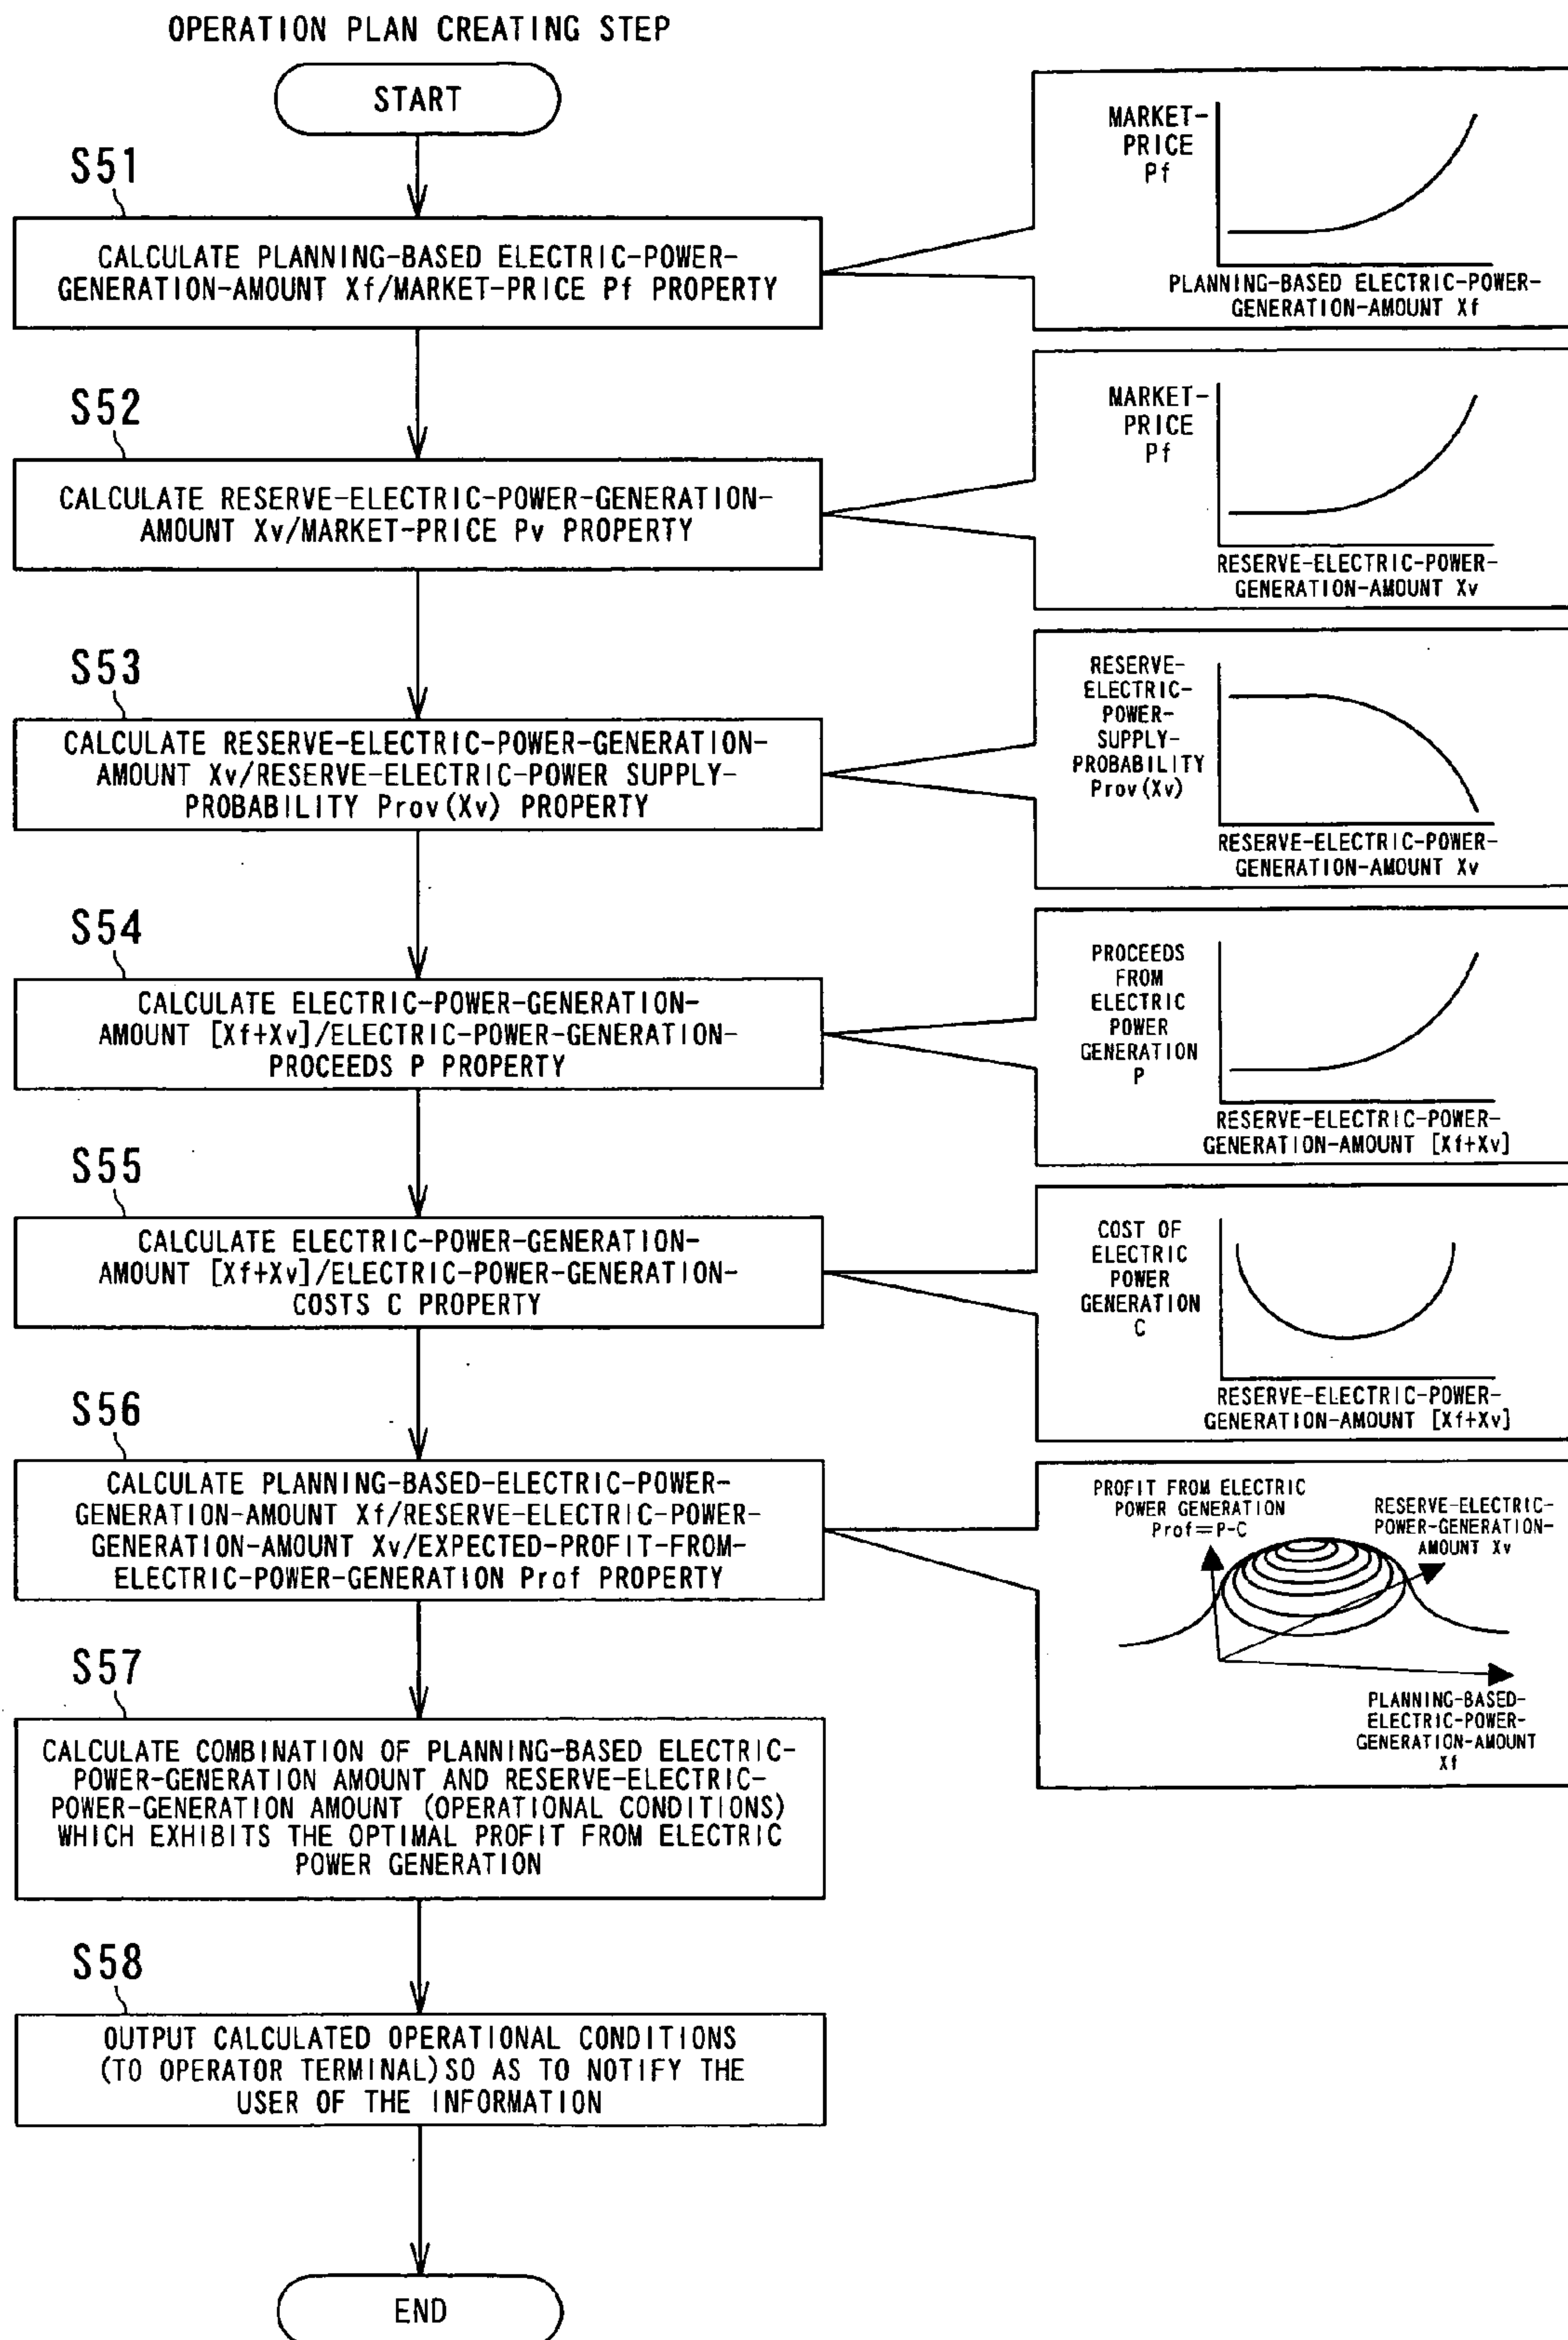 OPERATION PLAN CREATING STEP
START
S51
CALCULATE PLANNING-BASED ELECTRIC-POWER-
GENERATION-AMOUNT Xf/MARKET-PRICE Pf PROPERTY
MARKET-
PRICE
Pf
PLANNING-BASED ELECTRIC-POWER-
GENERATION-AMOUNT Xf
S52
CALCULATE RESERVE-ELECTRIC-POWER-GENERATION-
AMOUNT Xv/MARKET-PRICE Pv PROPERTY
MARKET-
PRICE
Pf
RESERVE-ELECTRIC-POWER-
GENERATION-AMOUNT Xv
S53
CALCULATE RESERVE-ELECTRIC-POWER-GENERATION-
AMOUNT Xv/RESERVE-ELECTRIC-POWER SUPPLY-
PROBABILITY Prov(Xv) PROPERTY
RESERVE-
ELECTRIC-
POWER-
SUPPLY-
PROBABILITY
Prov(Xv)
RESERVE-ELECTRIC-POWER-
GENERATION-AMOUNT Xv
S54
CALCULATE ELECTRIC-POWER-GENERATION-
AMOUNT [Xf+Xv]/ELECTRIC-POWER-GENERATION-
PROCEEDS P PROPERTY
PROCEEDS
FROM
ELECTRIC
POWER
GENERATION
P
RESERVE-ELECTRIC-POWER-
GENERATION-AMOUNT [Xf+Xv]
S55
CALCULATE ELECTRIC-POWER-GENERATION-
AMOUNT [Xf+Xv]/ELECTRIC-POWER-GENERATION-
COSTS C PROPERTY
COST OF
ELECTRIC
POWER
GENERATION
C
RESERVE-ELECTRIC-POWER-
GENERATION-AMOUNT [Xf+Xv]
S56
CALCULATE PLANNING-BASED-ELECTRIC-POWER-
GENERATION-AMOUNT Xf/RESERVE-ELECTRIC-POWER-
GENERATION-AMOUNT Xv/EXPECTED-PROFIT-FROM-
ELECTRIC-POWER-GENERATION Prof PROPERTY
PROFIT FROM ELECTRIC
POWER GENERATION
Prof=P-C
RESERVE-ELECTRIC-
POWER-GENERATION-
AMOUNT Xv
PLANNING-BASED-
ELECTRIC-POWER-
GENERATION-AMOUNT
Xf
S57
CALCULATE COMBINATION OF PLANNING-BASED ELECTRIC-
POWER-GENERATION AMOUNT AND RESERVE-ELECTRIC-
POWER-GENERATION AMOUNT (OPERATIONAL CONDITIONS)
WHICH EXHIBITS THE OPTIMAL PROFIT FROM ELECTRIC
POWER GENERATION
S58
OUTPUT CALCULATED OPERATIONAL CONDITIONS
(TO OPERATOR TERMINAL)SO AS TO NOTIFY THE
USER OF THE INFORMATION
END